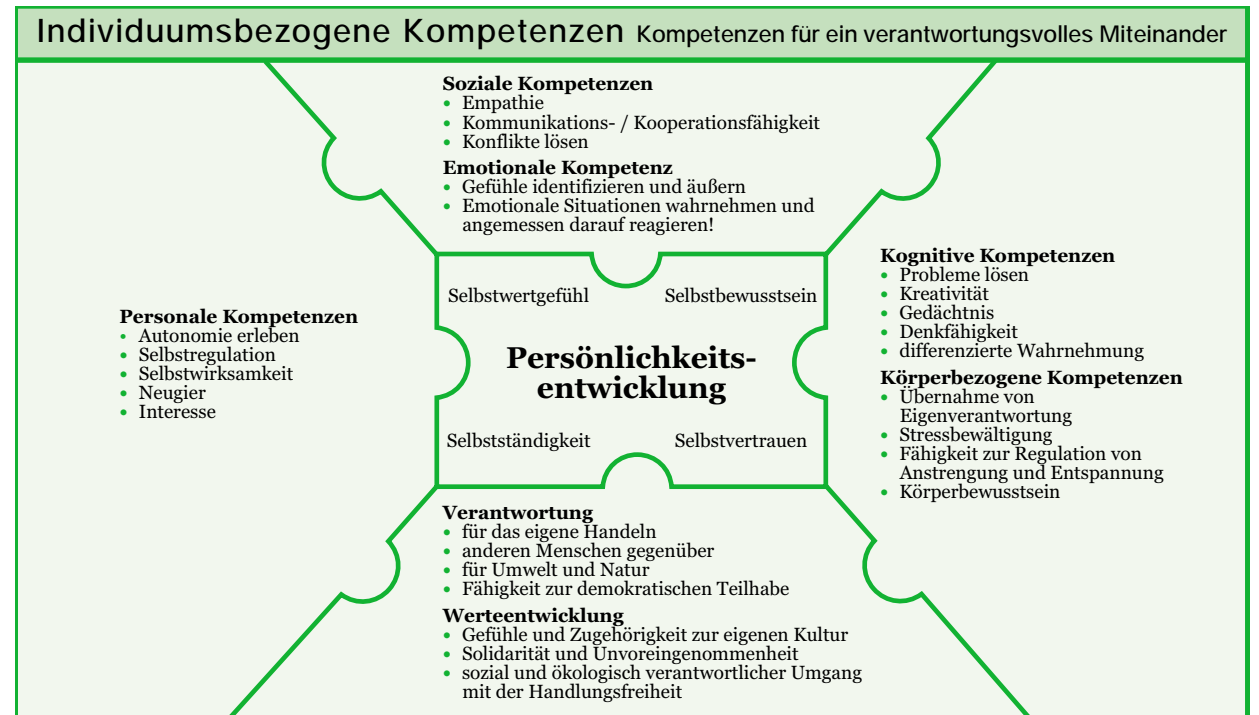 Individuumsbezogene Kompetenzen Kompetenzen für ein verantwortungsvolles Miteinander
Soziale Kompetenzen
• Empathie
• Kommunikations- / Kooperationsfähigkeit
• Konflikte lösen
Emotionale Kompetenz
• Gefühle identifizieren und äußern
• Emotionale Situationen wahrnehmen und
angemessen darauf reagieren!
Personale Kompetenzen
• Autonomie erleben
• Selbstregulation
• Selbstwirksamkeit
• Neugier
• Interesse
Selbstwertgefühl Selbstbewusstsein
Persönlichkeits-
entwicklung
Selbstständigkeit Selbstvertrauen
Kognitive Kompetenzen
• Probleme lösen
• Kreativität
• Gedächtnis
• Denkfähigkeit
• differenzierte Wahrnehmung
Körperbezogene Kompetenzen
• Übernahme von
Eigenverantwortung
• Stressbewältigung
• Fähigkeit zur Regulation von
Anstrengung und Entspannung
• Körperbewusstsein
Verantwortung
• für das eigene Handeln
• anderen Menschen gegenüber
• für Umwelt und Natur
• Fähigkeit zur demokratischen Teilhabe
Werteentwicklung
• Gefühle und Zugehörigkeit zur eigenen Kultur
• Solidarität und Unvoreingenommenheit
• sozial und ökologisch verantwortlicher Umgang
mit der Handlungsfreiheit